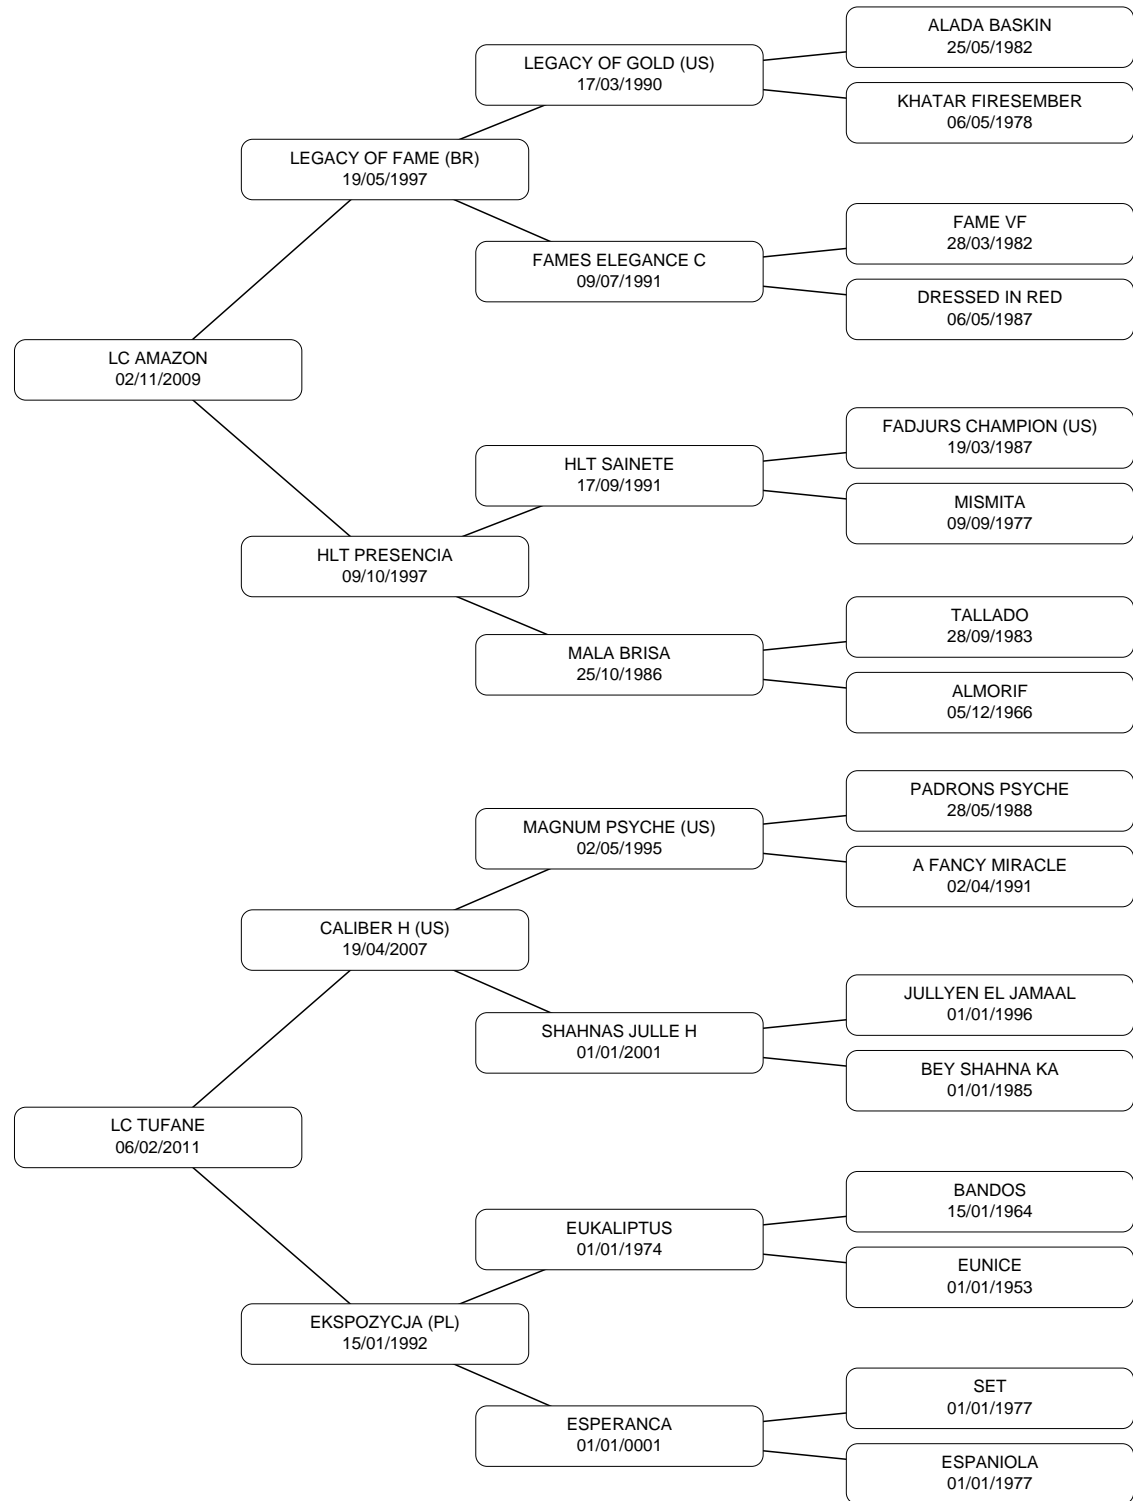 ALADA BASKIN
25/05/1982
LEGACY OF GOLD (US)
17/03/1990
KHATAR FIRESEMBER
06/05/1978
LEGACY OF FAME (BR)
19/05/1997
FAME VF
28/03/1982
FAMES ELEGANCE C
09/07/1991
DRESSED IN RED
06/05/1987
LC AMAZON
02/11/2009
FADJURS CHAMPION (US)
19/03/1987
HLT SAINETE
17/09/1991
MISMITA
09/09/1977
HLT PRESENCIA
09/10/1997
TALLADO
28/09/1983
MALA BRISA
25/10/1986
ALMORIF
05/12/1966
PADRONS PSYCHE
28/05/1988
MAGNUM PSYCHE (US)
02/05/1995
A FANCY MIRACLE
02/04/1991
CALIBER H (US)
19/04/2007
JULLYEN EL JAMAAL
01/01/1996
SHAHNAS JULLE H
01/01/2001
BEY SHAHNA KA
01/01/1985
LC TUFANE
06/02/2011
BANDOS
15/01/1964
EUKALIPTUS
01/01/1974
EUNICE
01/01/1953
EKSPOZYCJA (PL)
15/01/1992
SET
01/01/1977
ESPERANCA
01/01/0001
ESPANIOLA
01/01/1977